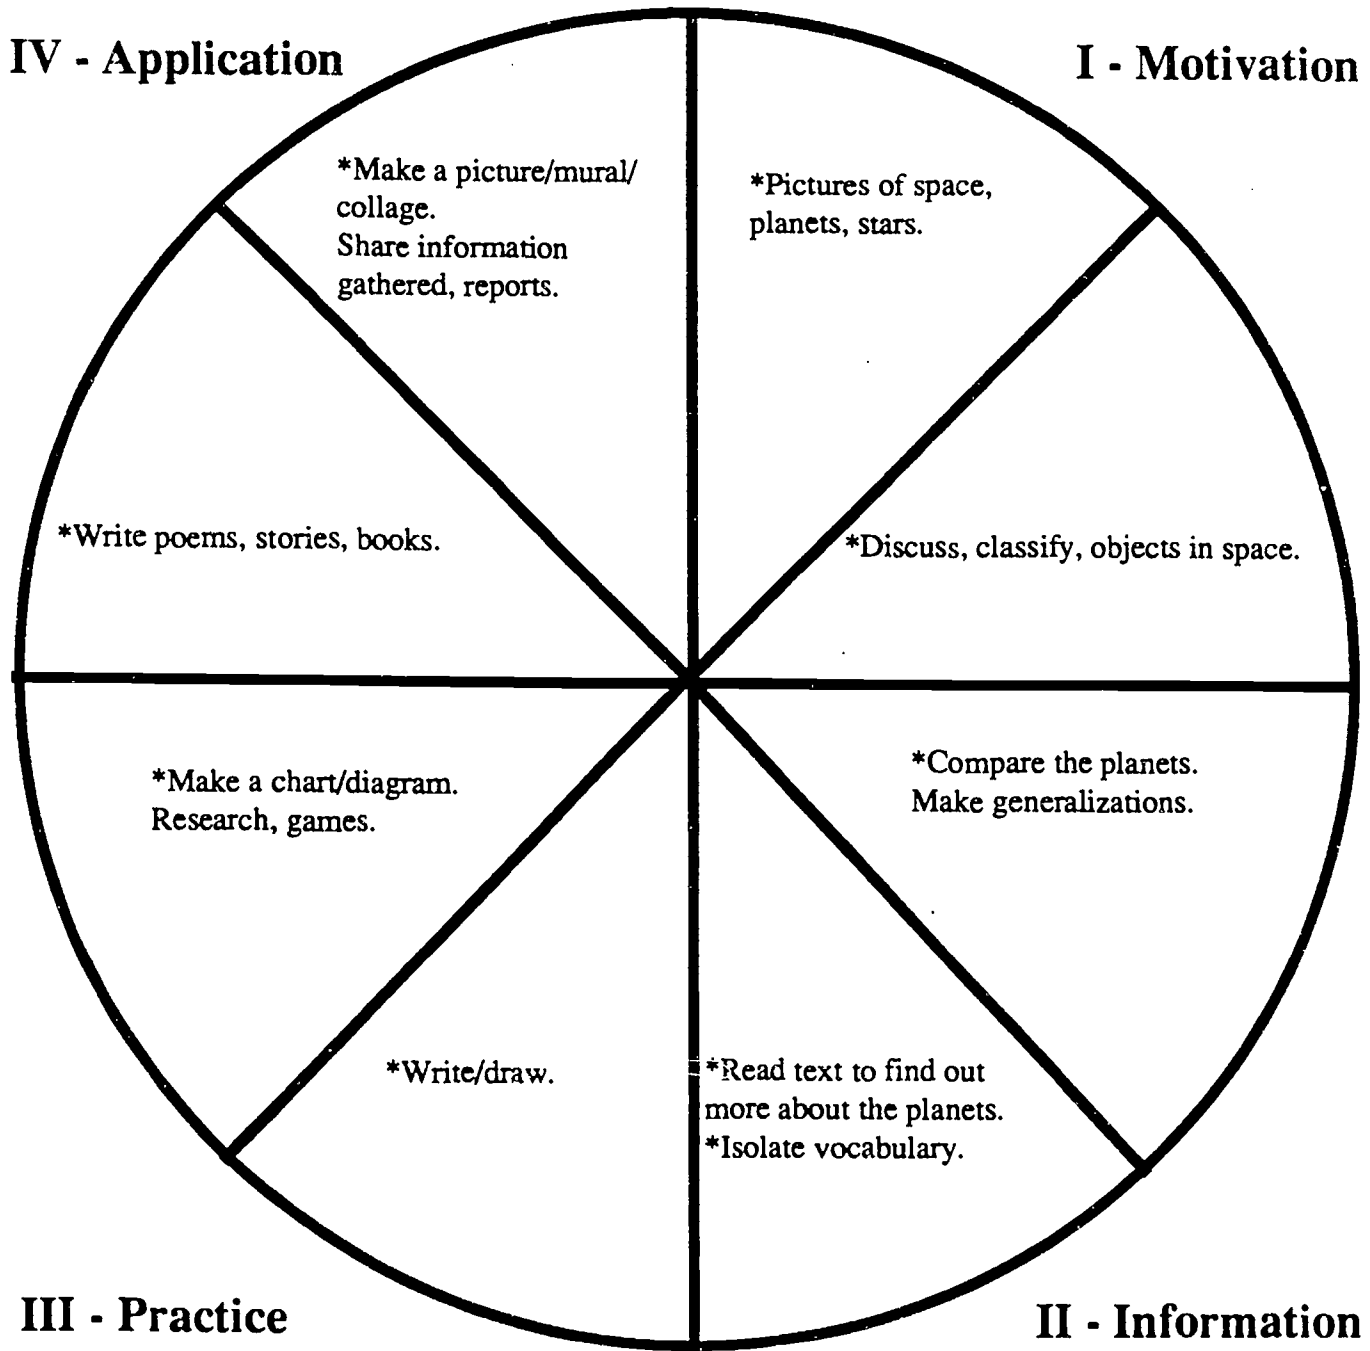 IV - Application
I - Motivation
*Make a picture/mural/
collage.
Share information
gathered, reports.
*Pictures of space,
planets, stars.
*Write poems, stories, books.
*Discuss, classify, objects in space.
*Make a chart/diagram.
Research, games.
*Compare the planets.
Make generalizations.
*Write/draw.
*Read text to find out
more about the planets.
*Isolate vocabulary.
III - Practice
II - Information